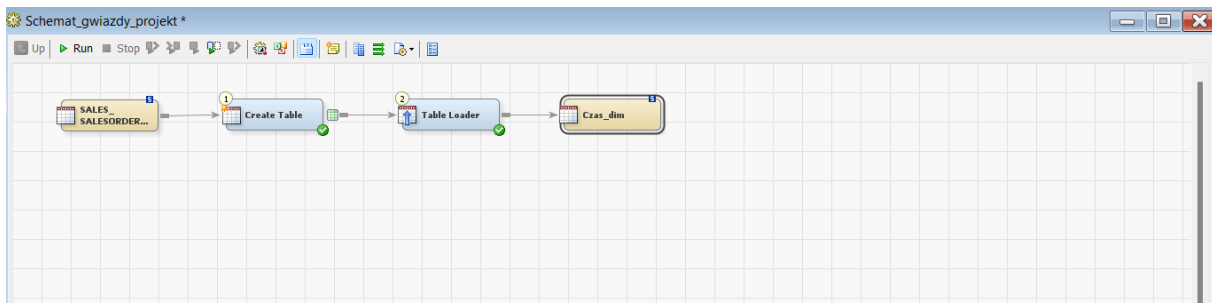 Schemat_gwiazdy_projekt *
Up Run Stop
1 2
SALES_
SALESORDER...
Create Table
Table Loader
Czas_dim